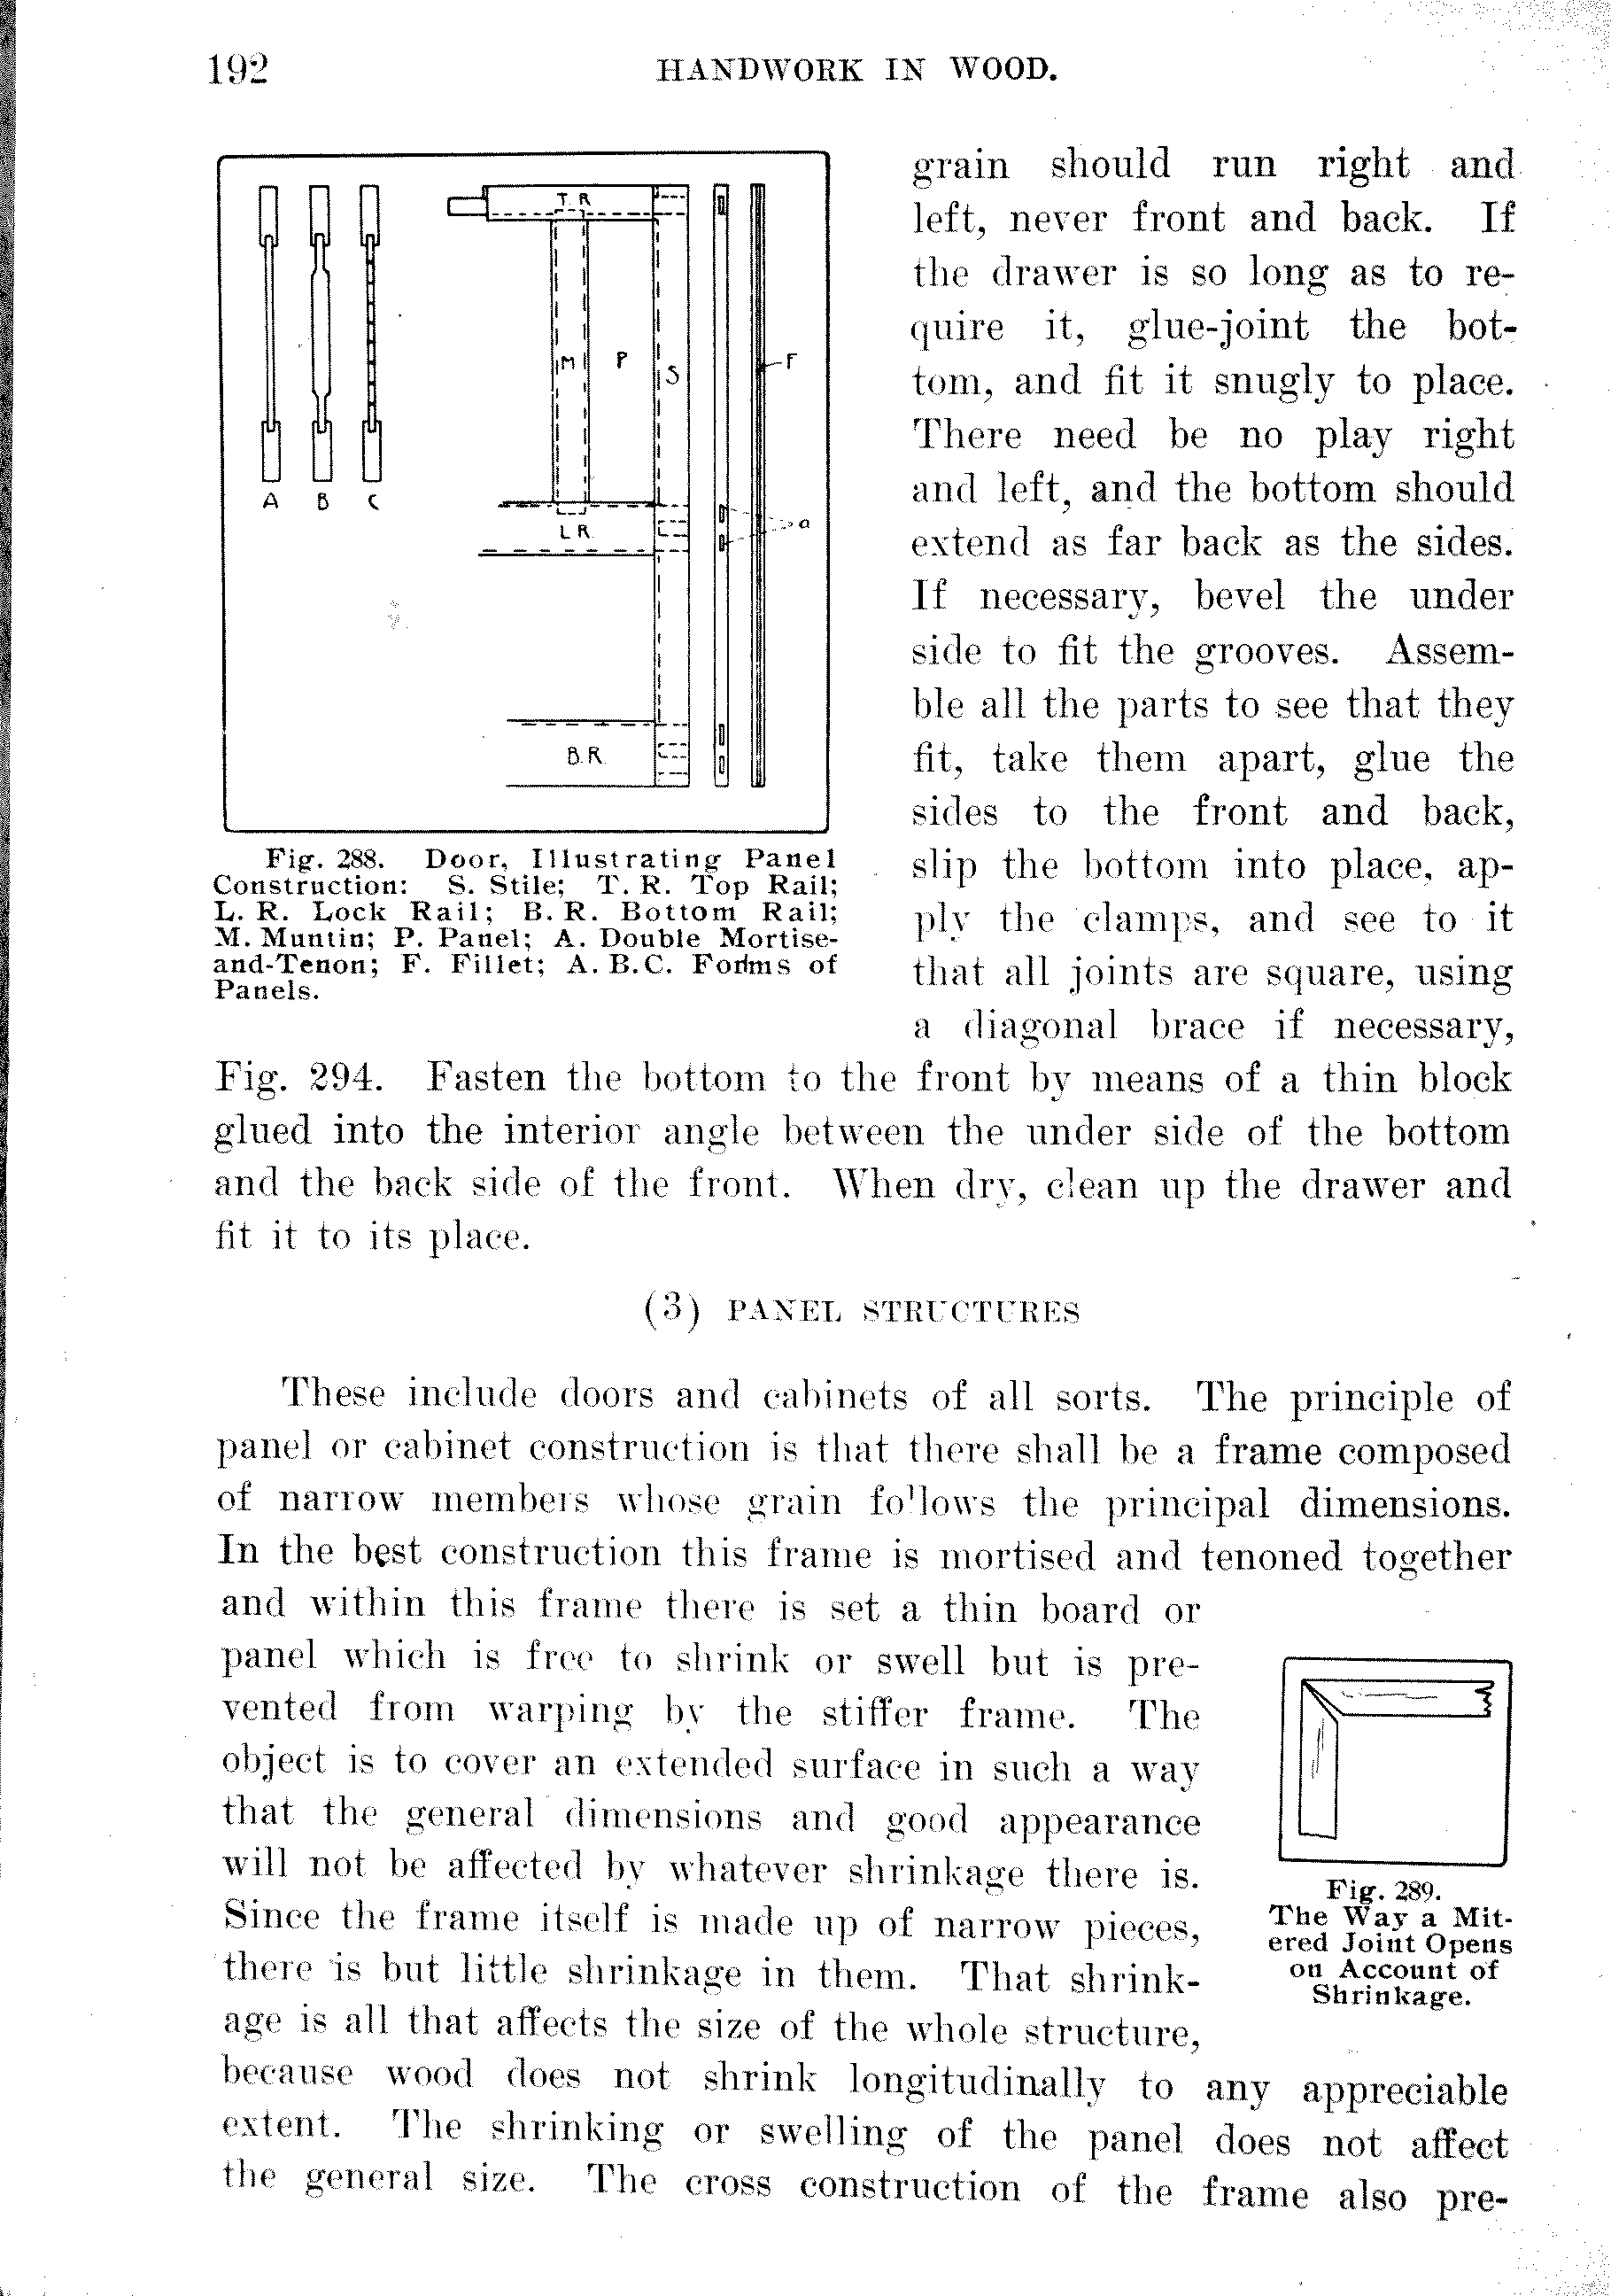 192
HANDWORK IN WOOD.
T. R
M
P
S
F
A B C
L R.
a
B. R.
Fig. 288. Door, Illustrating Panel
Construction: S. Stile; T. R. Top Rail;
L. R. Lock Rail; B. R. Bottom Rail;
M. Muntin; P. Panel; A. Double Mortise-
and-Tenon; F. Fillet; A. B. C. Forms of
Panels.
grain should run right and
left, never front and back. If
the drawer is so long as to re-
quire it, glue-joint the bot-
tom, and fit it snugly to place.
There need be no play right
and left, and the bottom should
extend as far back as the sides.
If necessary, bevel the under
side to fit the grooves. Assem-
ble all the parts to see that they
fit, take them apart, glue the
sides to the front and back,
slip the bottom into place, ap-
ply the clamps, and see to it
that all joints are square, using
a diagonal brace if necessary,
Fig. 294. Fasten the bottom to the front by means of a thin block
glued into the interior angle between the under side of the bottom
and the back side of the front. When dry, clean up the drawer and
fit it to its place.
(3) PANEL STRUCTURES
These include doors and cabinets of all sorts. The principle of
panel or cabinet construction is that there shall be a frame composed
of narrow members whose grain follows the principal dimensions.
In the best construction this frame is mortised and tenoned together
and within this frame there is set a thin board or
panel which is free to shrink or swell but is pre-
vented from warping by the stiffer frame. The
object is to cover an extended surface in such a way
that the general dimensions and good appearance
will not be affected by whatever shrinkage there is.
Since the frame itself is made up of narrow pieces,
there is but little shrinkage in them. That shrink-
age is all that affects the size of the whole structure,
because wood does not shrink longitudinally to any appreciable
extent. The shrinking or swelling of the panel does not affect
the general size. The cross construction of the frame also pre-
Fig. 289.
The Way a Mit-
ered Joint Opens
on Account of
Shrinkage.